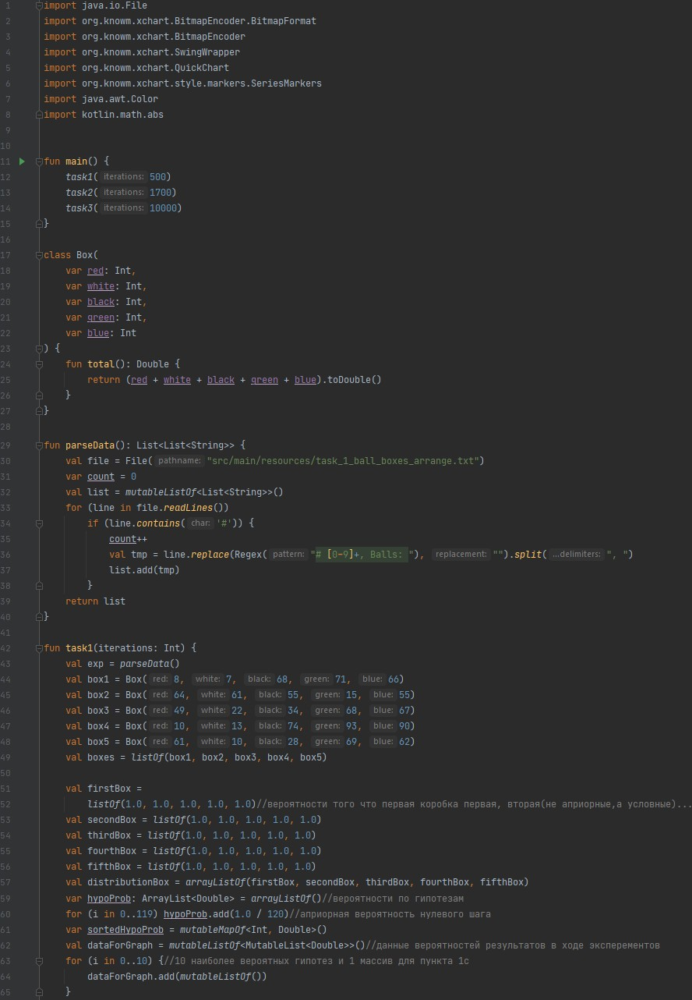 1 import java.io.File
2 import org.knowm.xchart.BitmapEncoder.BitmapFormat
3 import org.knowm.xchart.BitmapEncoder
4 import org.knowm.xchart.SwingWrapper
5 import org.knowm.xchart.QuickChart
6 import org.knowm.xchart.style.markers.SeriesMarkers
7 import java.awt.Color
8 import kotlin.math.abs
9
10
11 fun main() {
12 task1( iterations: 500)
13 task2( iterations: 1700)
14 task3( iterations: 10000)
15 }
16
17 class Box(
18 var red: Int,
19 var white: Int,
20 var black: Int,
21 var green: Int,
22 var blue: Int
23 ) {
24 fun total(): Double {
25 return (red + white + black + green + blue).toDouble()
26 }
27 }
28
29 fun parseData(): List<List<String>> {
30 val file = File( pathname: "src/main/resources/task_1_ball_boxes_arrange.txt")
31 var count = 0
32 val list = mutableListOf<List<String>>()
33 for (line in file.readLines())
34 if (line.contains( char: '#')) {
35 count++
36 val tmp = line.replace(Regex( pattern: "# [0-9]+, Balls: "), replacement: "").split( ...delimiters: ", ")
37 list.add(tmp)
38 }
39 return list
40 }
41
42 fun task1(iterations: Int) {
43 val exp = parseData()
44 val box1 = Box( red: 8, white: 7, black: 68, green: 71, blue: 66)
45 val box2 = Box( red: 64, white: 61, black: 55, green: 15, blue: 55)
46 val box3 = Box( red: 49, white: 22, black: 34, green: 68, blue: 67)
47 val box4 = Box( red: 10, white: 13, black: 74, green: 93, blue: 90)
48 val box5 = Box( red: 61, white: 10, black: 28, green: 69, blue: 62)
49 val boxes = listOf(box1, box2, box3, box4, box5)
50
51 val firstBox =
52 listOf(1.0, 1.0, 1.0, 1.0, 1.0)//вероятности того что первая коробка первая, вторая(не априорные,а условные)...
53 val secondBox = listOf(1.0, 1.0, 1.0, 1.0, 1.0)
54 val thirdBox = listOf(1.0, 1.0, 1.0, 1.0, 1.0)
55 val fourthBox = listOf(1.0, 1.0, 1.0, 1.0, 1.0)
56 val fifthBox = listOf(1.0, 1.0, 1.0, 1.0, 1.0)
57 val distributionBox = arrayListOf(firstBox, secondBox, thirdBox, fourthBox, fifthBox)
59 var hypoProb: ArrayList<Double> = arrayListOf()//вероятности по гипотезам
60 for (i in 0..119) hypoProb.add(1.0 / 120)//априорная вероятность нулевого шага
61 var sortedHypoProb = mutableMapOf<Int, Double>()
62 val dataForGraph = mutableListOf<MutableList<Double>>()//данные вероятностей результатов в ходе эксперементов
63 for (i in 0..10) {//10 наиболее вероятных гипотез и 1 массив для пункта 1c
64 dataForGraph.add(mutableListOf())
65 }